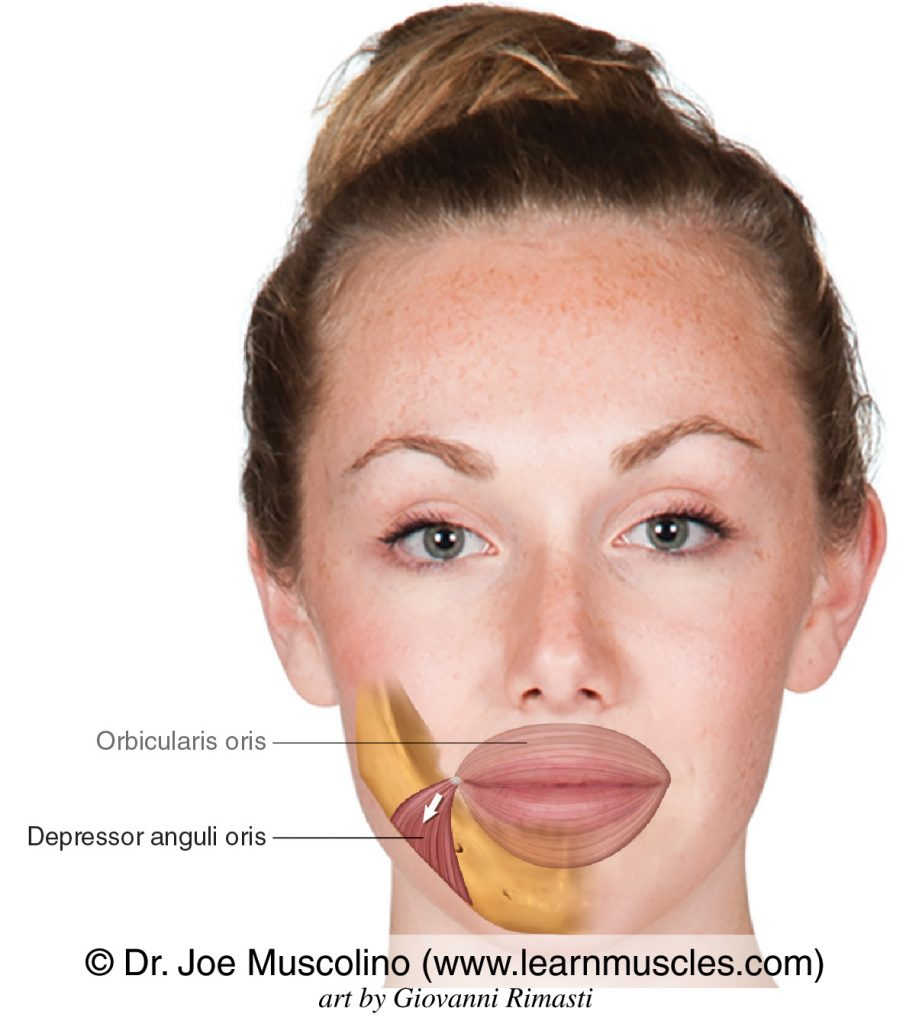 Orbicularis oris
Depressor anguli oris
© Dr. Joe Muscolino (www.learnmuscles.com)
art by Giovanni Rimasti